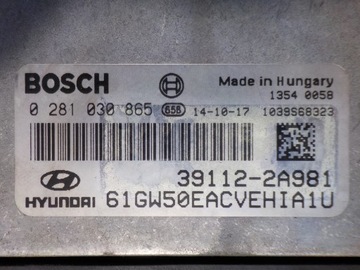 BOSCH
Made in Hungary
1354 0058
0 281 030 865 658 14-10-17 1039S68323
39112-2A981
HYUNDAI 61GW50EACVEHIA1U